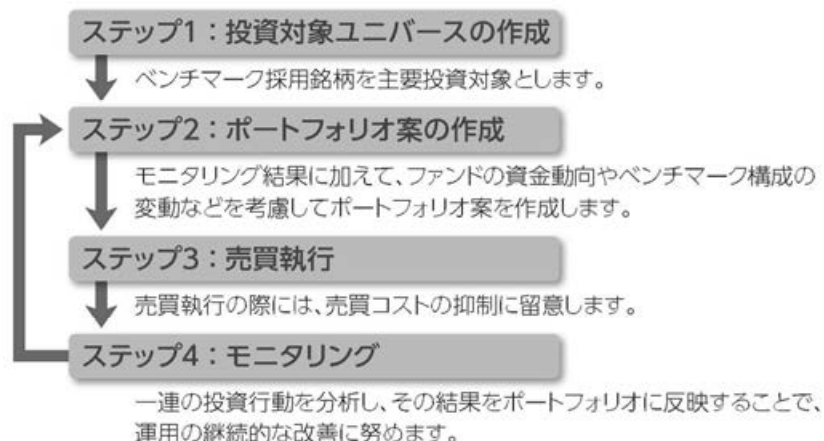 ステップ1：投資対象ユニバースの作成
ベンチマーク採用銘柄を主要投資対象とします。
ステップ2：ポートフォリオ案の作成
モニタリング結果に加えて、ファンドの資金動向やベンチマーク構成の
変動などを考慮してポートフォリオ案を作成します。
ステップ3：売買執行
売買執行の際には、売買コストの抑制に留意します。
ステップ4：モニタリング
一連の投資行動を分析し、その結果をポートフォリオに反映することで、
運用の継続的な改善に努めます。